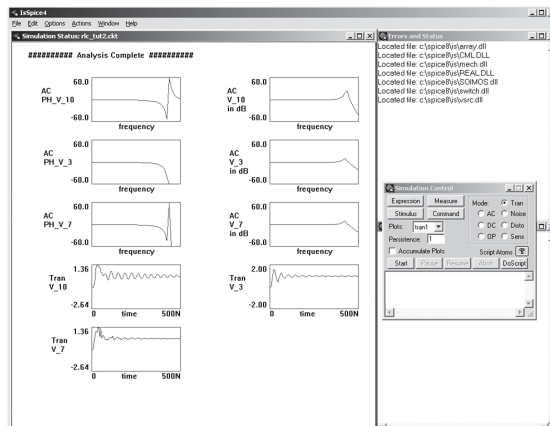 IsSpice4
File Edit Options Actions Window Help
Simulation Status: rlc_tut2.ckt
########## Analysis Complete ##########
AC
PH_V_10
60.0
-60.0
frequency
AC
V_10
in dB
60.0
-60.0
frequency
AC
PH_V_3
60.0
-60.0
frequency
AC
V_3
in dB
60.0
-60.0
frequency
AC
PH_V_7
60.0
-60.0
frequency
AC
V_7
in dB
60.0
-60.0
frequency
Tran
V_10
1.36
-2.64
0 time 500N
Tran
V_3
2.00
-2.00
0 time 500N
Tran
V_7
1.36
-2.64
0 time 500N
Errors and Status
Located file: c:\spice8\is\array.dll
Located file: c:\spice8\is\CML.DLL
Located file: c:\spice8\is\mech.dll
Located file: c:\spice8\is\REAL.DLL
Located file: c:\spice8\is\SOIMOS.dll
Located file: c:\spice8\is\switch.dll
Located file: c:\spice8\is\vsrc.dll
Simulation Control
Expression Measure
Stimulus Command
Plots: tran1
Persistence: 1
Accumulate Plots
Mode: Tran
AC Noise
DC Disto
OP Sens
Script Atoms
Start Pause Resume Abort DoScript